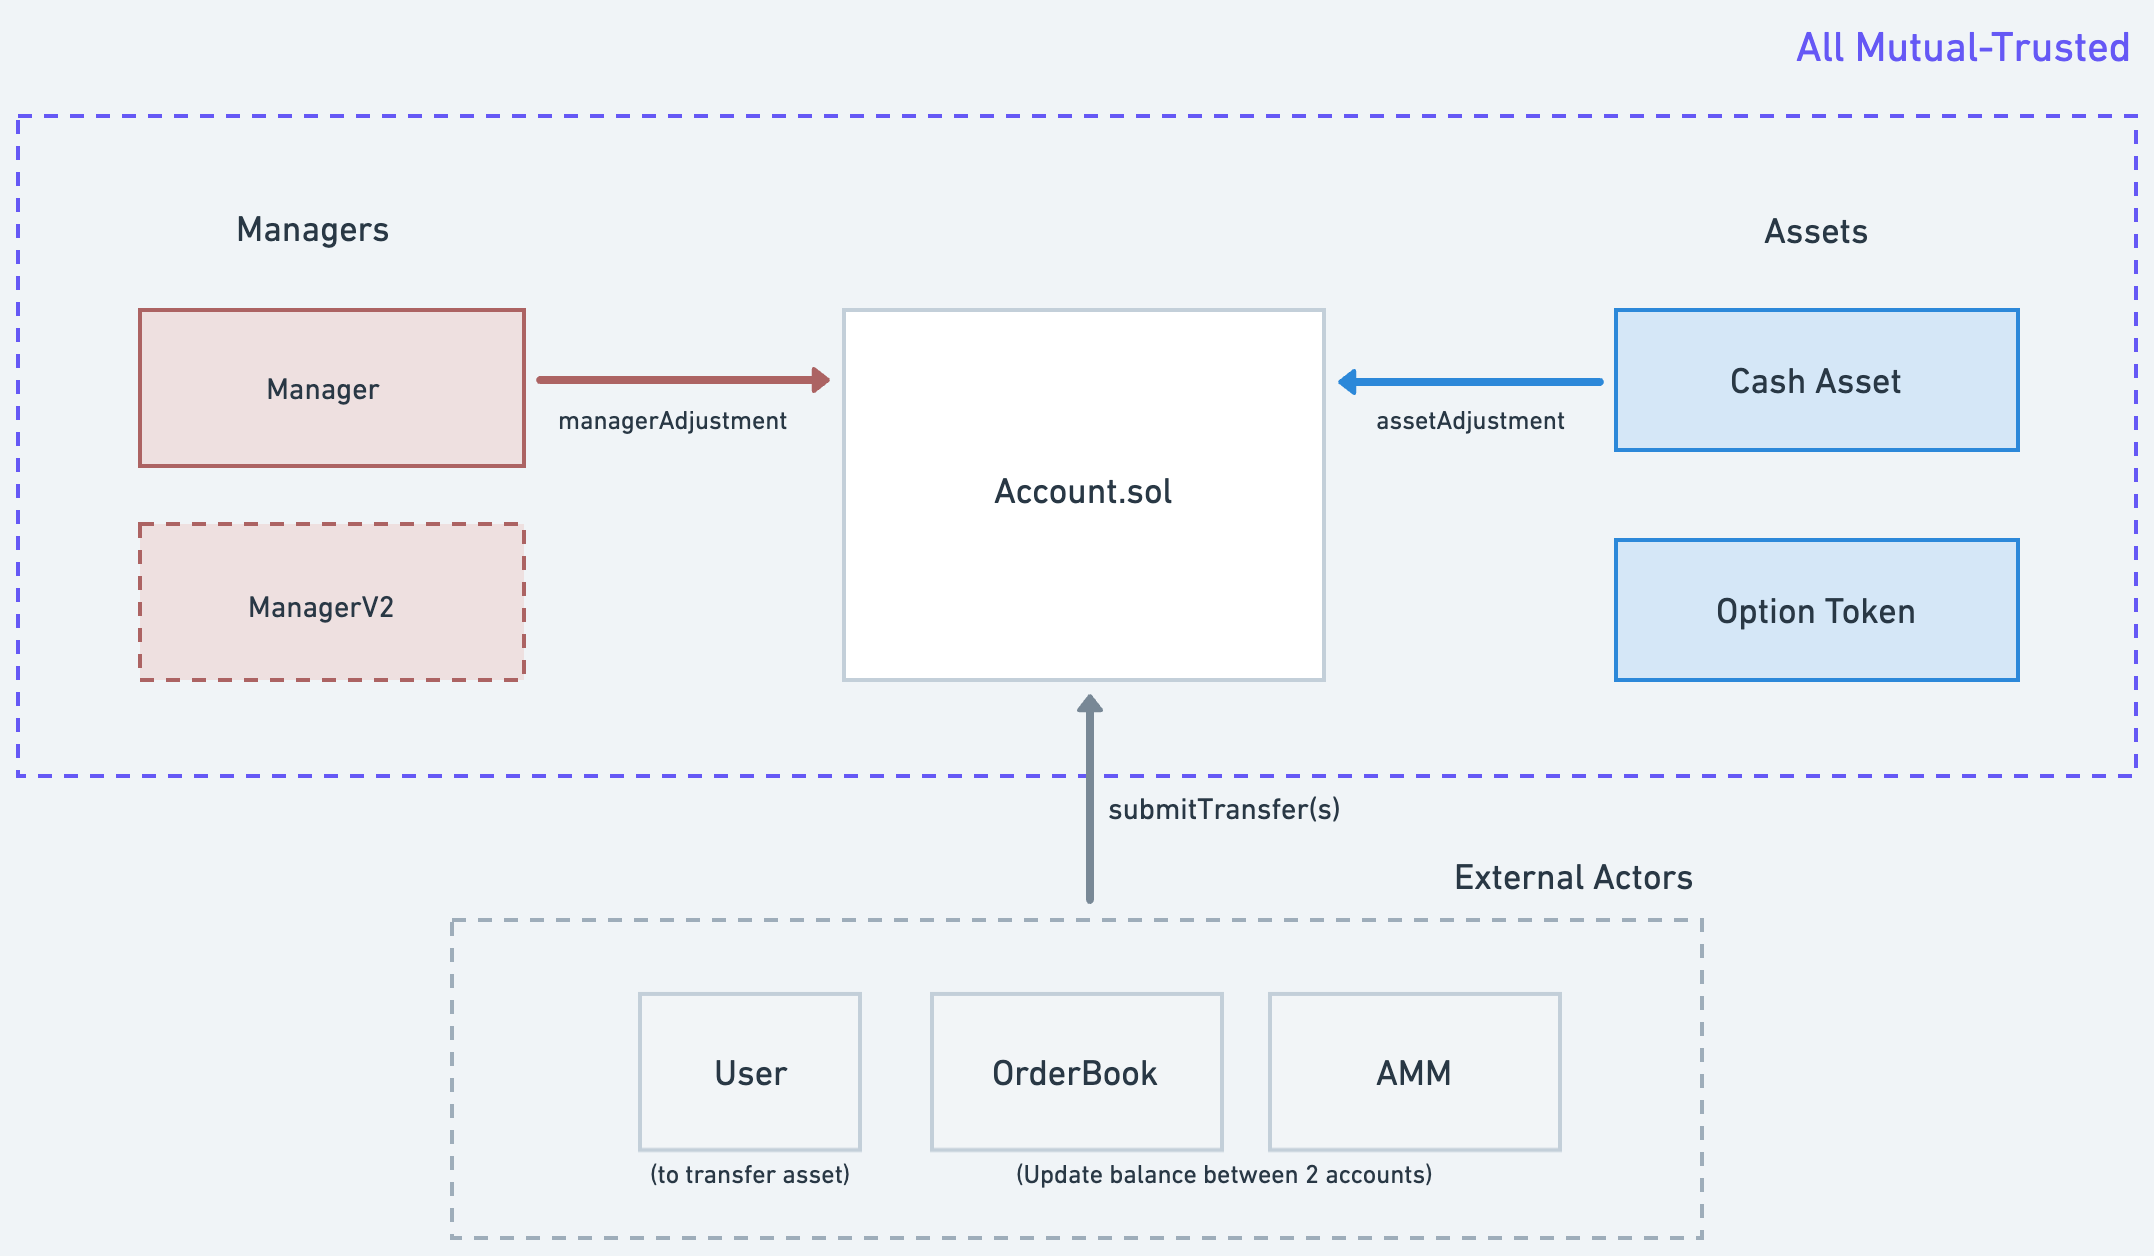 All Mutual-Trusted
Managers
Assets
Manager
managerAdjustment
Account.sol
assetAdjustment
Cash Asset
ManagerV2
Option Token
submitTransfer(s)
External Actors
User
OrderBook
AMM
(to transfer asset)
(Update balance between 2 accounts)